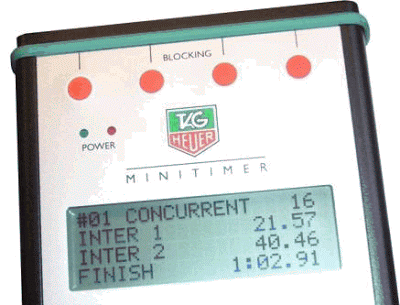 BLOCKING
TAG
HEUER
POWER
MINITIMER
#01 CONCURRENT 16
INTER 1 21.57
INTER 2 40.46
FINISH 1:02.91